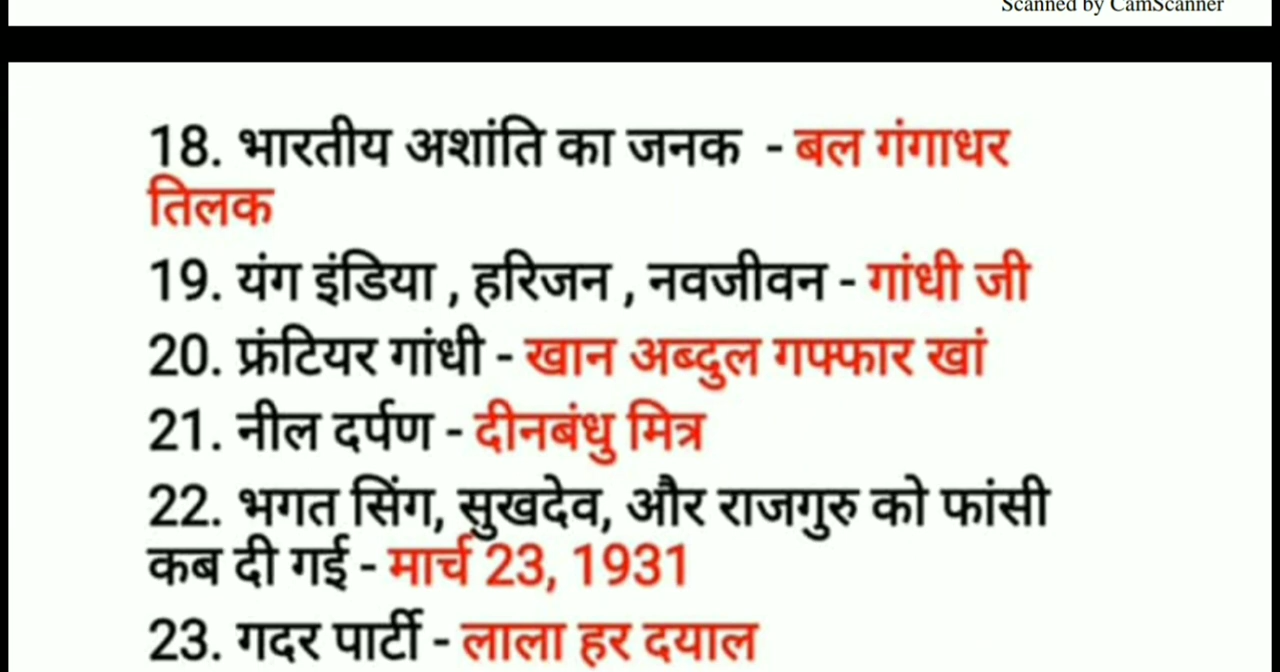 Scanned by CamScanner
18. भारतीय अशांति का जनक - बल गंगाधर
तिलक
19. यंग इंडिया , हरिजन , नवजीवन - गांधी जी
20. फ्रंटियर गांधी - खान अब्दुल गफ्फार खां
21. नील दर्पण - दीनबंधु मित्र
22. भगत सिंग, सुखदेव, और राजगुरु को फांसी
कब दी गई - मार्च 23, 1931
23. गदर पार्टी - लाला हर दयाल